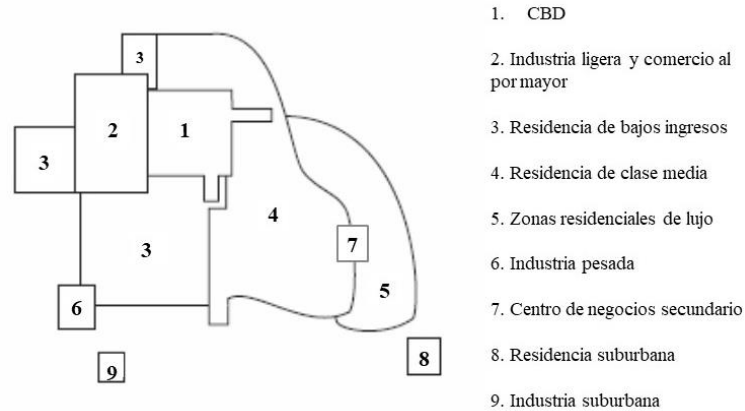 1. CBD
2. Industria ligera y comercio al
por mayor
3. Residencia de bajos ingresos
4. Residencia de clase media
5. Zonas residenciales de lujo
6. Industria pesada
7. Centro de negocios secundario
8. Residencia suburbana
9. Industria suburbana
3
2
1
3
4
3
7
5
6
8
9